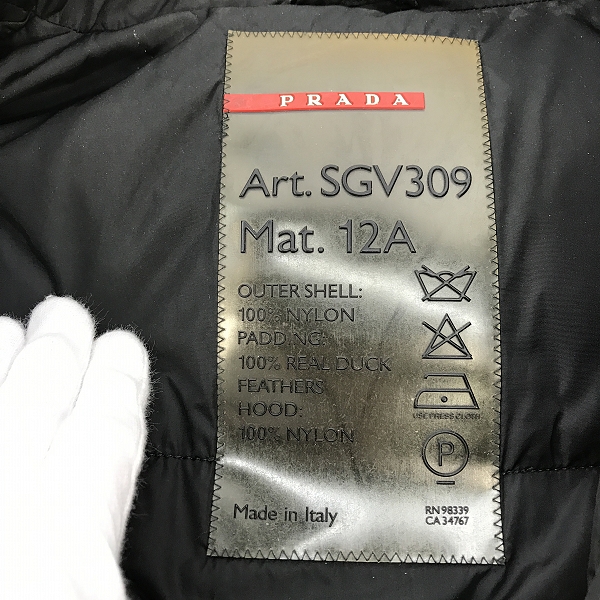 PRADA
Art. SGV309
Mat. 12A
OUTER SHELL:
100% NYLON
PADDING:
100% REAL DUCK
FEATHERS
HOOD:
100% NYLON
USE PRESS CLOTH
P
Made in Italy
RN 98339
CA 34767